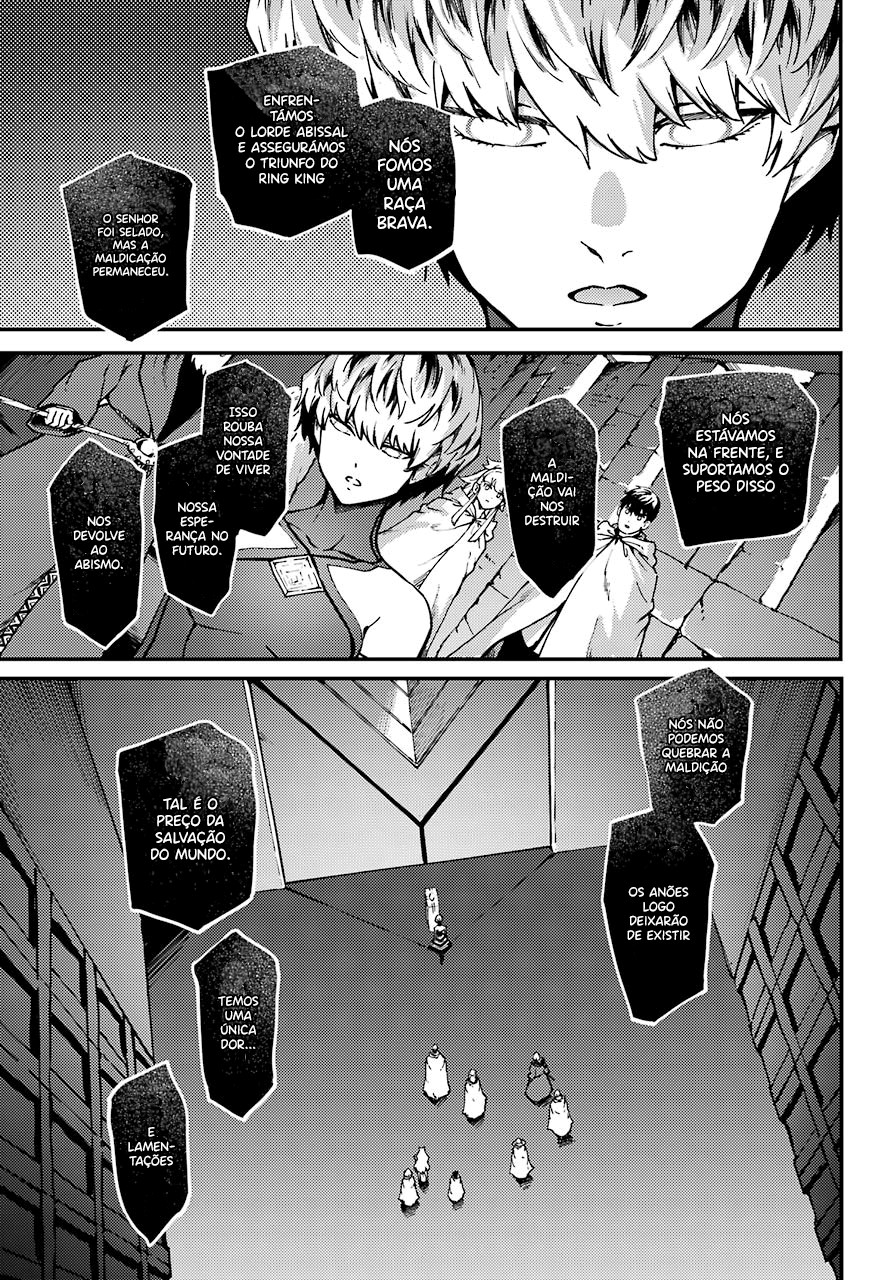 NÓS
FOMOS
UMA
RAÇA
BRAVA.
ENFREN-
TÁMOS
O LORDE ABISSAL
E ASSEGURÁMOS
O TRIUNFO DO
RING KING
O SENHOR
FOI SELADO,
MAS A
MALDICAÇÃO
PERMANECEU.
NÓS
ESTÁVAMOS
NA FRENTE, E
SUPORTAMOS O
PESO DISSO
A
MALDI-
ÇÃO VAI
NOS
DESTRUIR
ISSO
ROUBA
NOSSA
VONTADE
DE VIVER
NOSSA
ESPE-
RANÇA NO
FUTURO.
NOS
DEVOLVE
AO
ABISMO.
NÓS NÃO
PODEMOS
QUEBRAR A
MALDIÇÃO
OS ANÕES
LOGO
DEIXARÃO
DE EXISTIR
TAL É O
PREÇO DA
SALVAÇÃO
DO MUNDO.
TEMOS
UMA
ÚNICA
DOR...
E
LAMEN-
TAÇÕES